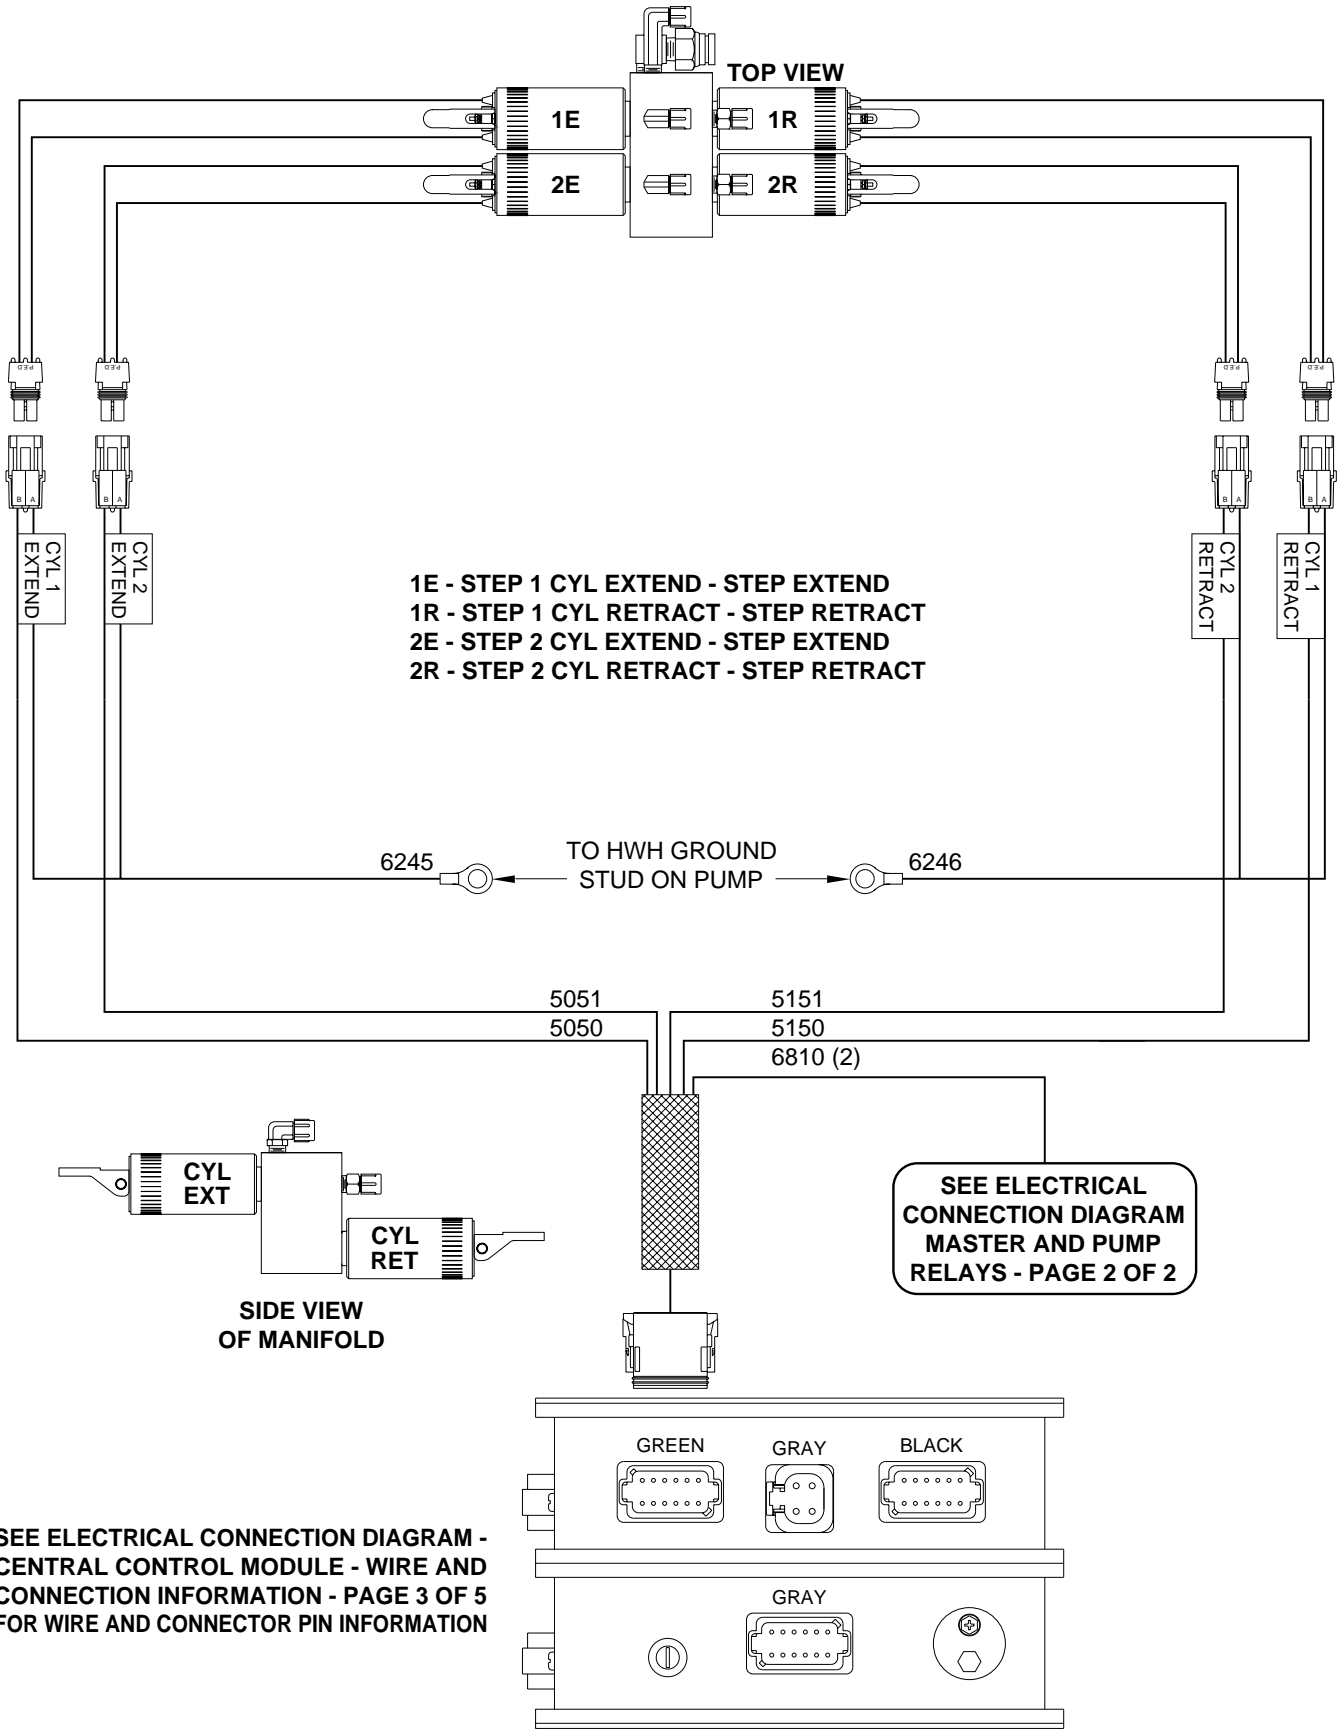 TOP VIEW
1E
1R
2E
2R
P.E.D
P.E.D
P.E.D
P.E.D
B A
B A
B A
B A
CYL 1
EXTEND
CYL 2
EXTEND
CYL 2
RETRACT
CYL 1
RETRACT
1E - STEP 1 CYL EXTEND - STEP EXTEND
1R - STEP 1 CYL RETRACT - STEP RETRACT
2E - STEP 2 CYL EXTEND - STEP EXTEND
2R - STEP 2 CYL RETRACT - STEP RETRACT
6245
TO HWH GROUND
STUD ON PUMP
6246
5051
5151
5050
5150
6810 (2)
CYL
EXT
CYL
RET
SIDE VIEW
OF MANIFOLD
SEE ELECTRICAL
CONNECTION DIAGRAM
MASTER AND PUMP
RELAYS - PAGE 2 OF 2
GREEN
GRAY
BLACK
SEE ELECTRICAL CONNECTION DIAGRAM -
CENTRAL CONTROL MODULE - WIRE AND
CONNECTION INFORMATION - PAGE 3 OF 5
FOR WIRE AND CONNECTOR PIN INFORMATION
GRAY